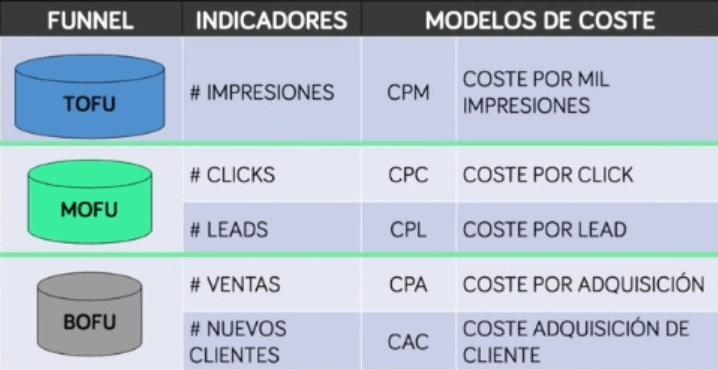 FUNNEL INDICADORES MODELOS DE COSTE
TOFU # IMPRESIONES CPM COSTE POR MIL
IMPRESIONES
MOFU
# CLICKS CPC COSTE POR CLICK
# LEADS CPL COSTE POR LEAD
BOFU
# VENTAS CPA COSTE POR ADQUISICIÓN
# NUEVOS
CLIENTES CAC COSTE ADQUISICIÓN DE
CLIENTE